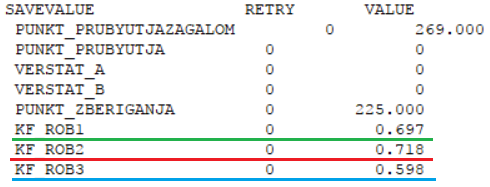 SAVEVALUE RETRY VALUE
PUNKT_PRUBYUTJAZAGALOM 0 269.000
PUNKT_PRUBYUTJA 0 0
VERSTAT_A 0 0
VERSTAT_B 0 0
PUNKT_ZBERIGANJA 0 225.000
KF ROB1 0 0.697
KF ROB2 0 0.718
KF ROB3 0 0.598